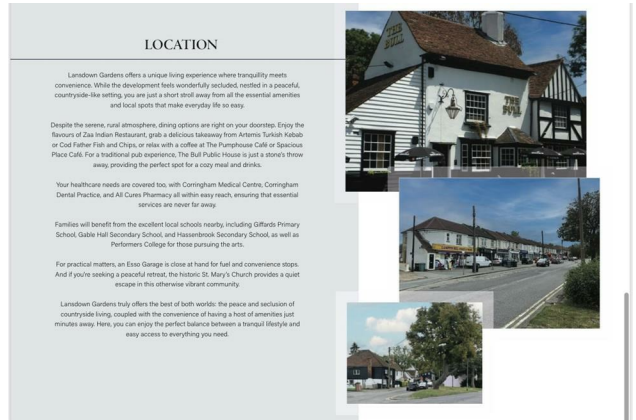 LOCATION
Lansdown Gardens offers a unique living experience where tranquillity meets
convenience. While the development feels wonderfully secluded, nestled in a peaceful,
countryside-like setting, you are just a short stroll away from all the essential amenities
and local spots that make everyday life so easy.
Despite the serene, rural atmosphere, dining options are right on your doorstep. Enjoy the
flavours of Zaa Indian Restaurant, grab a delicious takeaway from Artemis Turkish Kebab
or Cod Father Fish and Chips, or relax with a coffee at The Pumphouse Café or Spacious
Place Café. For a traditional pub experience, The Bull Public House is just a stone's throw
away, providing the perfect spot for a cozy meal and drinks.
Your healthcare needs are covered too, with Corringham Medical Centre, Corringham
Dental Practice, and All Cures Pharmacy all within easy reach, ensuring that essential
services are never far away.
Families will benefit from the excellent local schools nearby, including Giffards Primary
School, Gable Hall Secondary School, and Hassenbrook Secondary School, as well as
Performers College for those pursuing the arts.
For practical matters, an Esso Garage is close at hand for fuel and convenience stops.
And if you're seeking a peaceful retreat, the historic St. Mary's Church provides a quiet
escape in this otherwise vibrant community.
Lansdown Gardens truly offers the best of both worlds: the peace and seclusion of
countryside living, coupled with the convenience of having a host of amenities just
minutes away. Here, you can enjoy the perfect balance between a tranquil lifestyle and
easy access to everything you need.
THE
BULL
THE
BULL